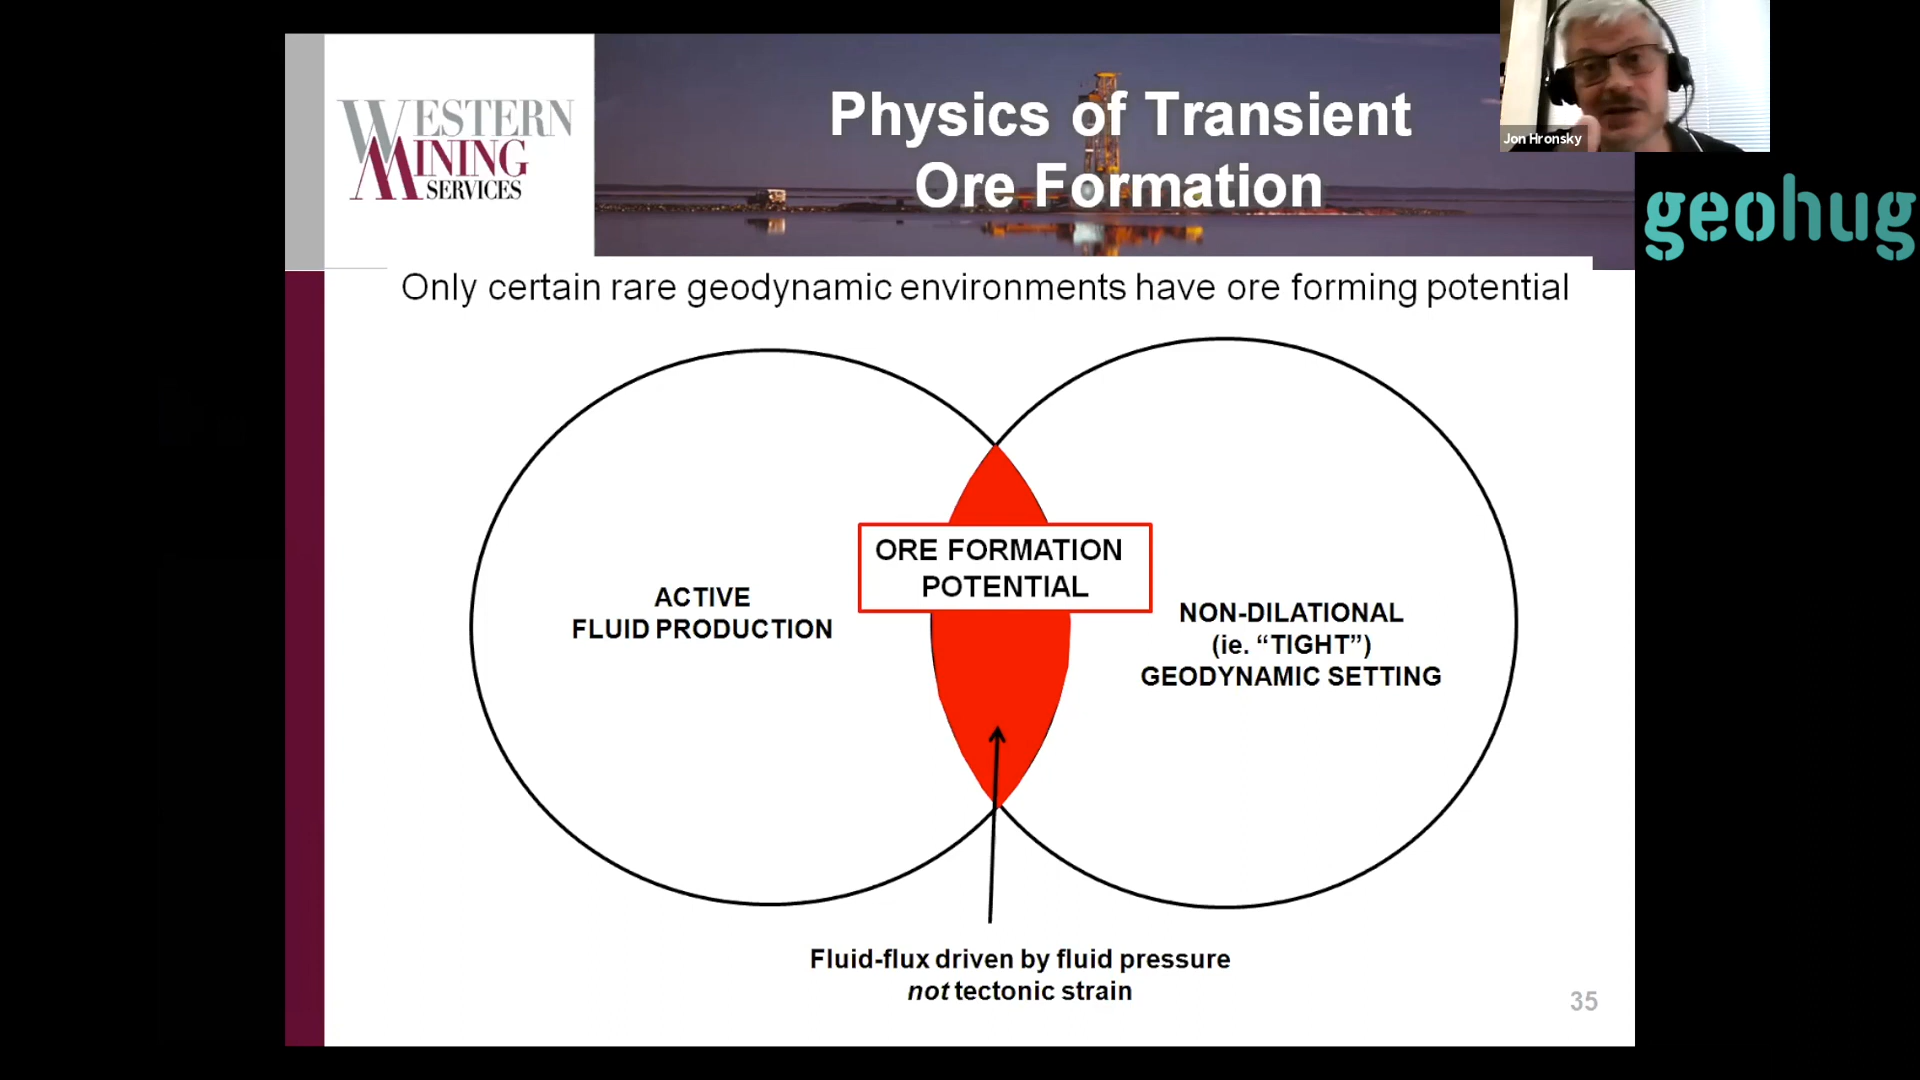 WESTERN
MINING
SERVICES
Physics of Transient
Ore Formation
Jon Hronsky
geohug
Only certain rare geodynamic environments have ore forming potential
ORE FORMATION
POTENTIAL
ACTIVE
FLUID PRODUCTION
NON-DILATIONAL
(ie. “TIGHT”)
GEODYNAMIC SETTING
Fluid-flux driven by fluid pressure
not tectonic strain
35